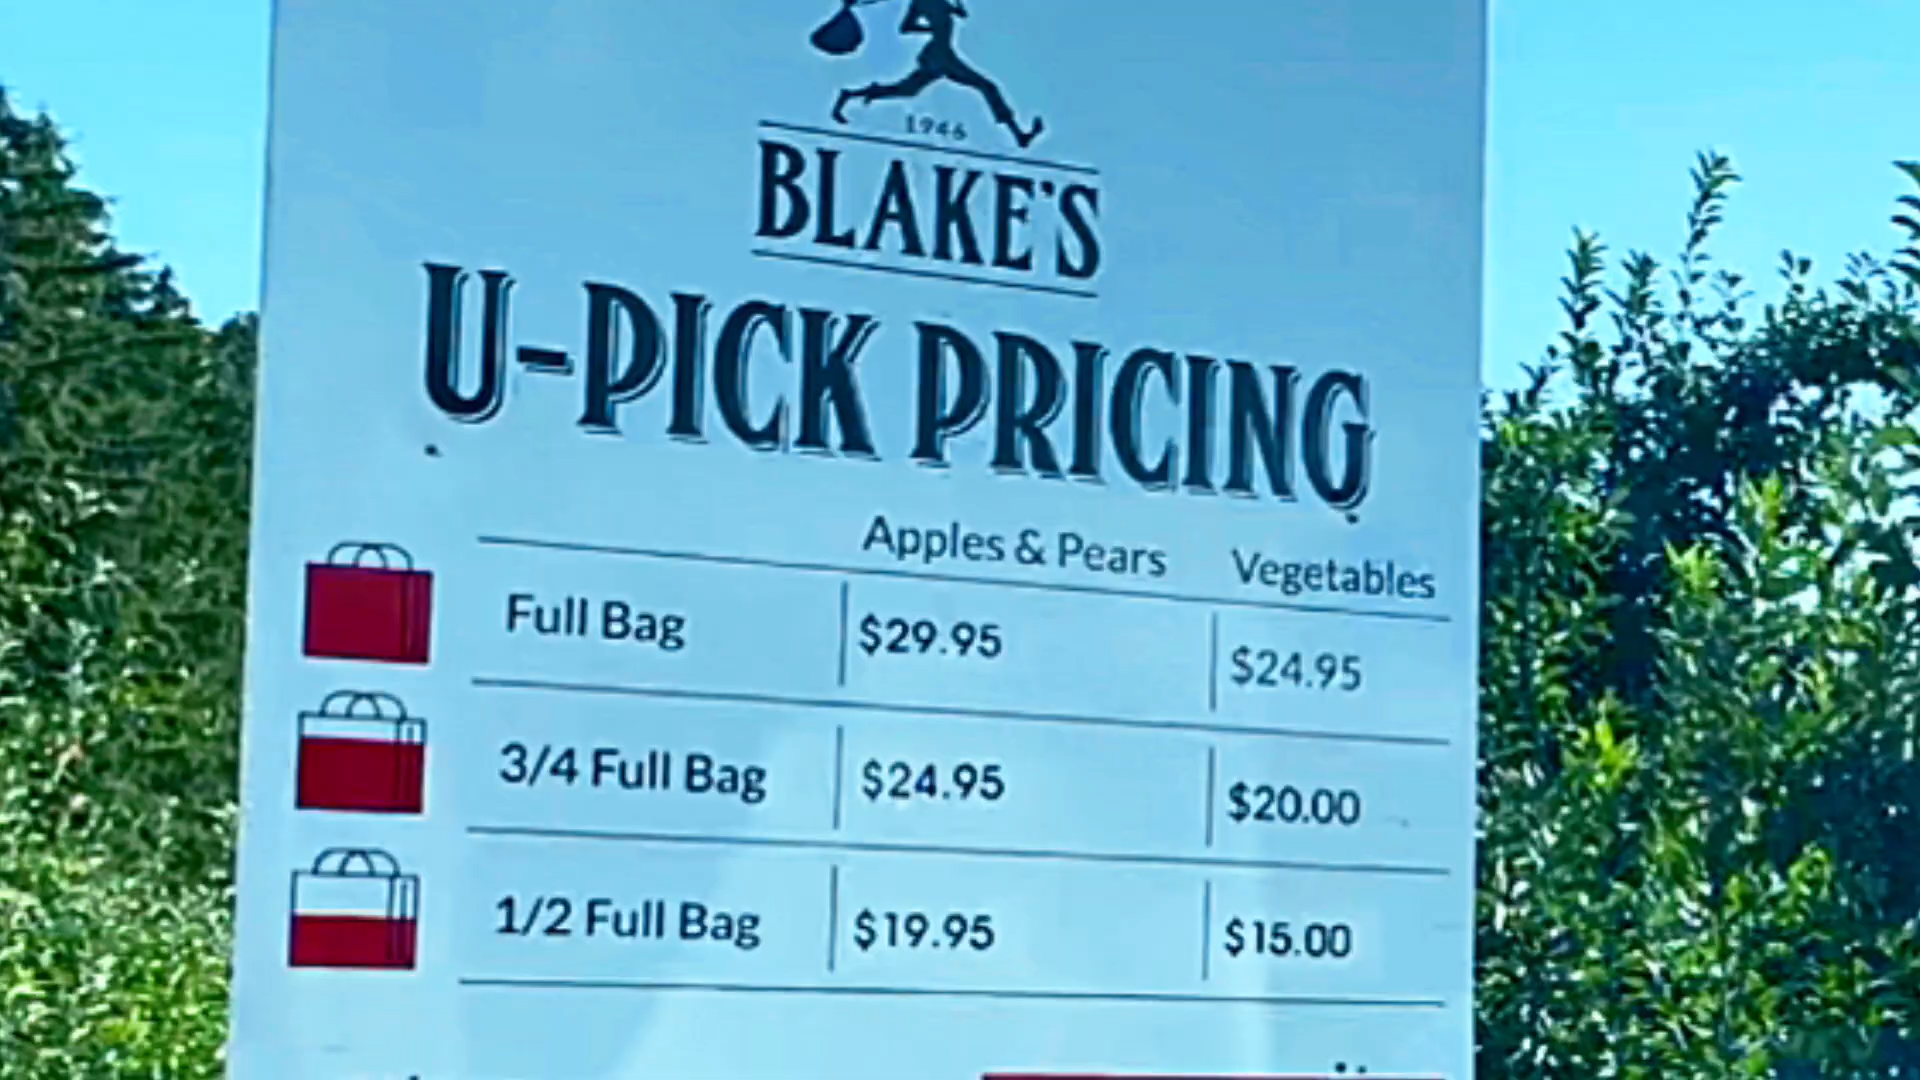 1946
BLAKE'S
U-PICK PRICING
Apples & Pears Vegetables
Full Bag $29.95 $24.95
3/4 Full Bag $24.95 $20.00
1/2 Full Bag $19.95 $15.00